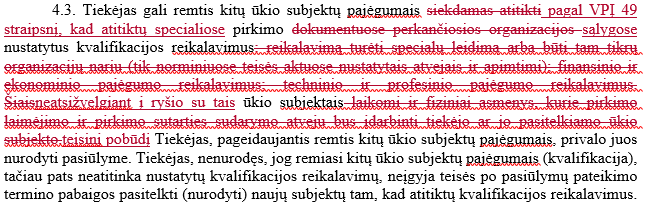 4.3. Tiekėjas gali remtis kitų ūkio subjektų pajėgumais siekdamas atitikti pagal VPĮ 49
straipsnį, kad atitiktų specialiose pirkimo dokumentuose perkančiosios organizacijos sąlygose
nustatytus kvalifikacijos reikalavimus: reikalavimą turėti specialų leidimą arba būti tam tikrų
organizacijų nariu (tik norminiuose teisės aktuose nustatytais atvejais ir apimtimi); finansinio ir
ekonominio pajėgumo reikalavimus; techninio ir profesinio pajėgumo reikalavimus.
Šiaisneatsižvelgiant į ryšio su tais ūkio subjektais laikomi ir fiziniai asmenys, kurie pirkimo
laimėjimo ir pirkimo sutarties sudarymo atveju bus įdarbinti tiekėjo ar jo pasitelkiamo ūkio
subjekto.teisinį pobūdį Tiekėjas, pageidaujantis remtis kitų ūkio subjektų pajėgumais, privalo juos
nurodyti pasiūlyme. Tiekėjas, nenurodęs, jog remiasi kitų ūkio subjektų pajėgumais (kvalifikacija),
tačiau pats neatitinka nustatytų kvalifikacijos reikalavimų, neįgyja teisės po pasiūlymų pateikimo
termino pabaigos pasitelkti (nurodyti) naujų subjektų tam, kad atitiktų kvalifikacijos reikalavimus.